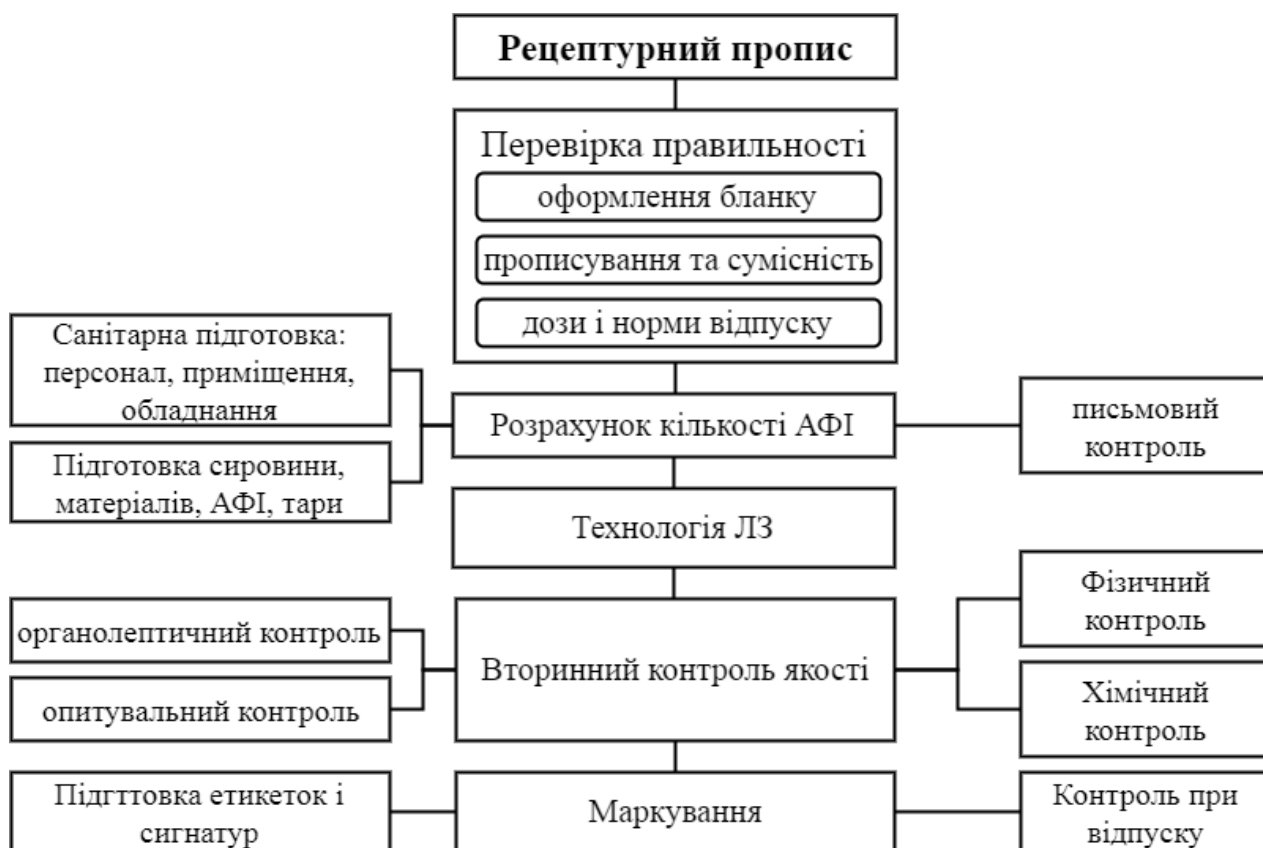 Рецептурний пропис
Перевірка правильності
оформлення бланку
прописування та сумісність
дози і норми відпуску
Санітарна підготовка:
персонал, приміщення,
обладнання
Підготовка сировини,
матеріалів, АФІ, тари
Розрахунок кількості АФІ
письмовий
контроль
Технологія ЛЗ
органолептичний контроль
опитувальний контроль
Вторинний контроль якості
Фізичний
контроль
Хімічний
контроль
Підгттовка етикеток і
сигнатур
Маркування
Контроль при
відпуску